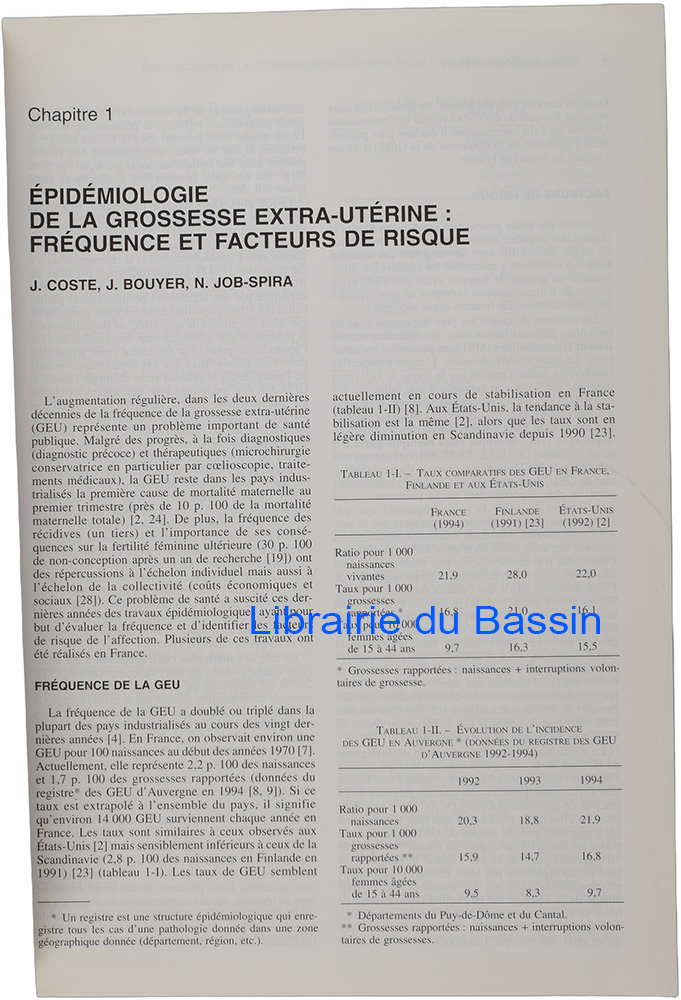 Chapitre 1
ÉPIDÉMIOLOGIE
DE LA GROSSESSE EXTRA-UTÉRINE :
FRÉQUENCE ET FACTEURS DE RISQUE
J. COSTE, J. BOUYER, N. JOB-SPIRA
L'augmentation régulière, dans les deux dernières
décennies de la fréquence de la grossesse extra-utérine
(GEU) représente un problème important de santé
publique. Malgré des progrès, à la fois diagnostiques
(diagnostic précoce) et thérapeutiques (microchirurgie
conservatrice en particulier par cœlioscopie, traite-
ments médicaux), la GEU reste dans les pays indus-
trialisés la première cause de mortalité maternelle au
premier trimestre (près de 10 p. 100 de la mortalité
maternelle totale) [2, 24]. De plus, la fréquence des
récidives (un tiers) et l'importance de ses consé-
quences sur la fertilité féminine ultérieure (30 p. 100
de non-conception après un an de recherche [19]) ont
des répercussions à l'échelon individuel mais aussi à
l'échelon de la collectivité (coûts économiques et
sociaux [28]). Ce problème de santé a suscité ces der-
nières années des travaux épidémiologiques ayant pour
but d'évaluer la fréquence et d'identifier les facteurs
de risque de l'affection. Plusieurs de ces travaux ont
été réalisés en France.
FRÉQUENCE DE LA GEU
La fréquence de la GEU a doublé ou triplé dans la
plupart des pays industrialisés au cours des vingt der-
nières années [4]. En France, on observait environ une
GEU pour 100 naissances au début des années 1970 [7].
Actuellement, elle représente 2,2 p. 100 des naissances
et 1,7 p. 100 des grossesses rapportées (données du
registre* des GEU d'Auvergne en 1994 [8, 9]). Si ce
taux est extrapolé à l'ensemble du pays, il signifie
qu'environ 14 000 GEU surviennent chaque année en
France. Les taux sont similaires à ceux observés aux
États-Unis [2] mais sensiblement inférieurs à ceux de la
Scandinavie (2,8 p. 100 des naissances en Finlande en
1991) [23] (tableau 1-I). Les taux de GEU semblent
* Un registre est une structure épidémiologique qui enre-
gistre tous les cas d'une pathologie donnée dans une zone
géographique donnée (département, région, etc.).
actuellement en cours de stabilisation en France
(tableau 1-II) [8]. Aux États-Unis, la tendance à la sta-
bilisation est la même [2], alors que les taux sont en
légère diminution en Scandinavie depuis 1990 [23].
TABLEAU 1-I. – TAUX COMPARATIFS DES GEU EN FRANCE,
FINLANDE ET AUX ÉTATS-UNIS
FRANCE FINLANDE ÉTATS-UNIS
(1994) (1991) [23] (1992) [2]
Ratio pour 1 000
naissances
vivantes 21,9 28,0 22,0
Taux pour 1 000
grossesses
rapportées * 16,8 21,0 16,1
Taux pour 10 000
femmes âgées
de 15 à 44 ans 9,7 16,3 15,5
* Grossesses rapportées : naissances + interruptions volon-
taires de grossesse.
TABLEAU 1-II. – ÉVOLUTION DE L'INCIDENCE
DES GEU EN AUVERGNE * (DONNÉES DU REGISTRE DES GEU
D'AUVERGNE 1992-1994)
1992 1993 1994
Ratio pour 1 000
naissances 20,3 18,8 21,9
Taux pour 1 000
grossesses
rapportées ** 15,9 14,7 16,8
Taux pour 10 000
femmes âgées
de 15 à 44 ans 9,5 8,3 9,7
* Départements du Puy-de-Dôme et du Cantal.
** Grossesses rapportées : naissances + interruptions volon-
taires de grossesses.
Librairie du Bassin